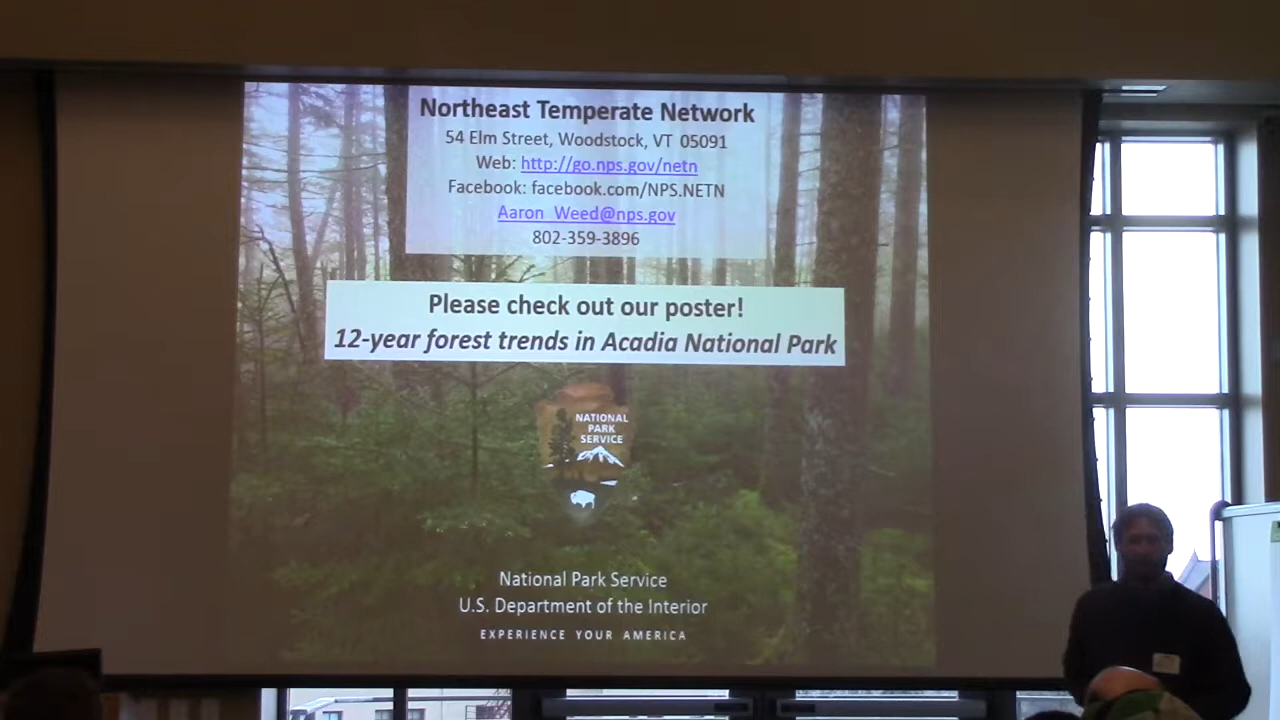 Northeast Temperate Network
54 Elm Street, Woodstock, VT 05091
Web: http://go.nps.gov/netn
Facebook: facebook.com/NPS.NETN
Aaron_Weed@nps.gov
802-359-3896
Please check out our poster!
12-year forest trends in Acadia National Park
NATIONAL
PARK
SERVICE
National Park Service
U.S. Department of the Interior
EXPERIENCE YOUR AMERICA